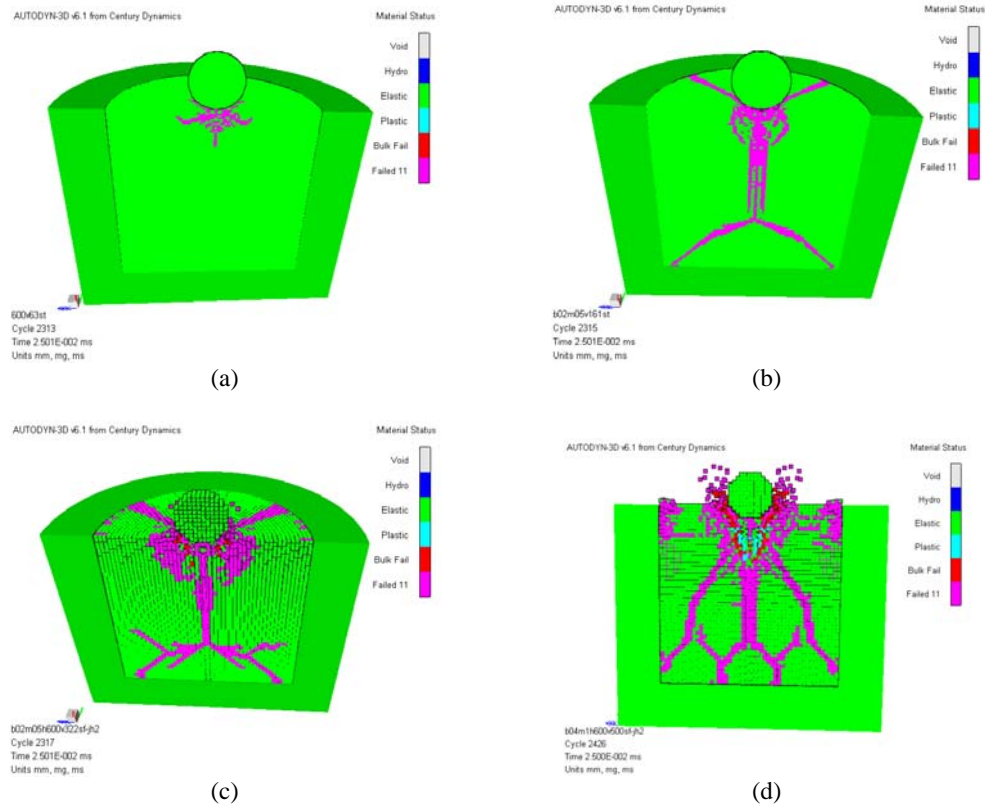 AUTODYN-3D v6.1 from Century Dynamics
Material Status
Void
Hydro
Elastic
Plastic
Bulk Fail
Failed 11
600v63st
Cycle 2313
Time 2.501E-002 ms
Units mm, mg, ms
(a)
AUTODYN-3D v6.1 from Century Dynamics
Material Status
Void
Hydro
Elastic
Plastic
Bulk Fail
Failed 11
b02m05v161st
Cycle 2315
Time 2.501E-002 ms
Units mm, mg, ms
(b)
AUTODYN-3D v6.1 from Century Dynamics
Material Status
Void
Hydro
Elastic
Plastic
Bulk Fail
Failed 11
b02m05h600v322sf-jh2
Cycle 2317
Time 2.501E-002 ms
Units mm, mg, ms
(c)
AUTODYN-3D v6.1 from Century Dynamics
Material Status
Void
Hydro
Elastic
Plastic
Bulk Fail
Failed 11
b04m1h600v500sf-jh2
Cycle 2426
Time 2.500E-002 ms
Units mm, mg, ms
(d)